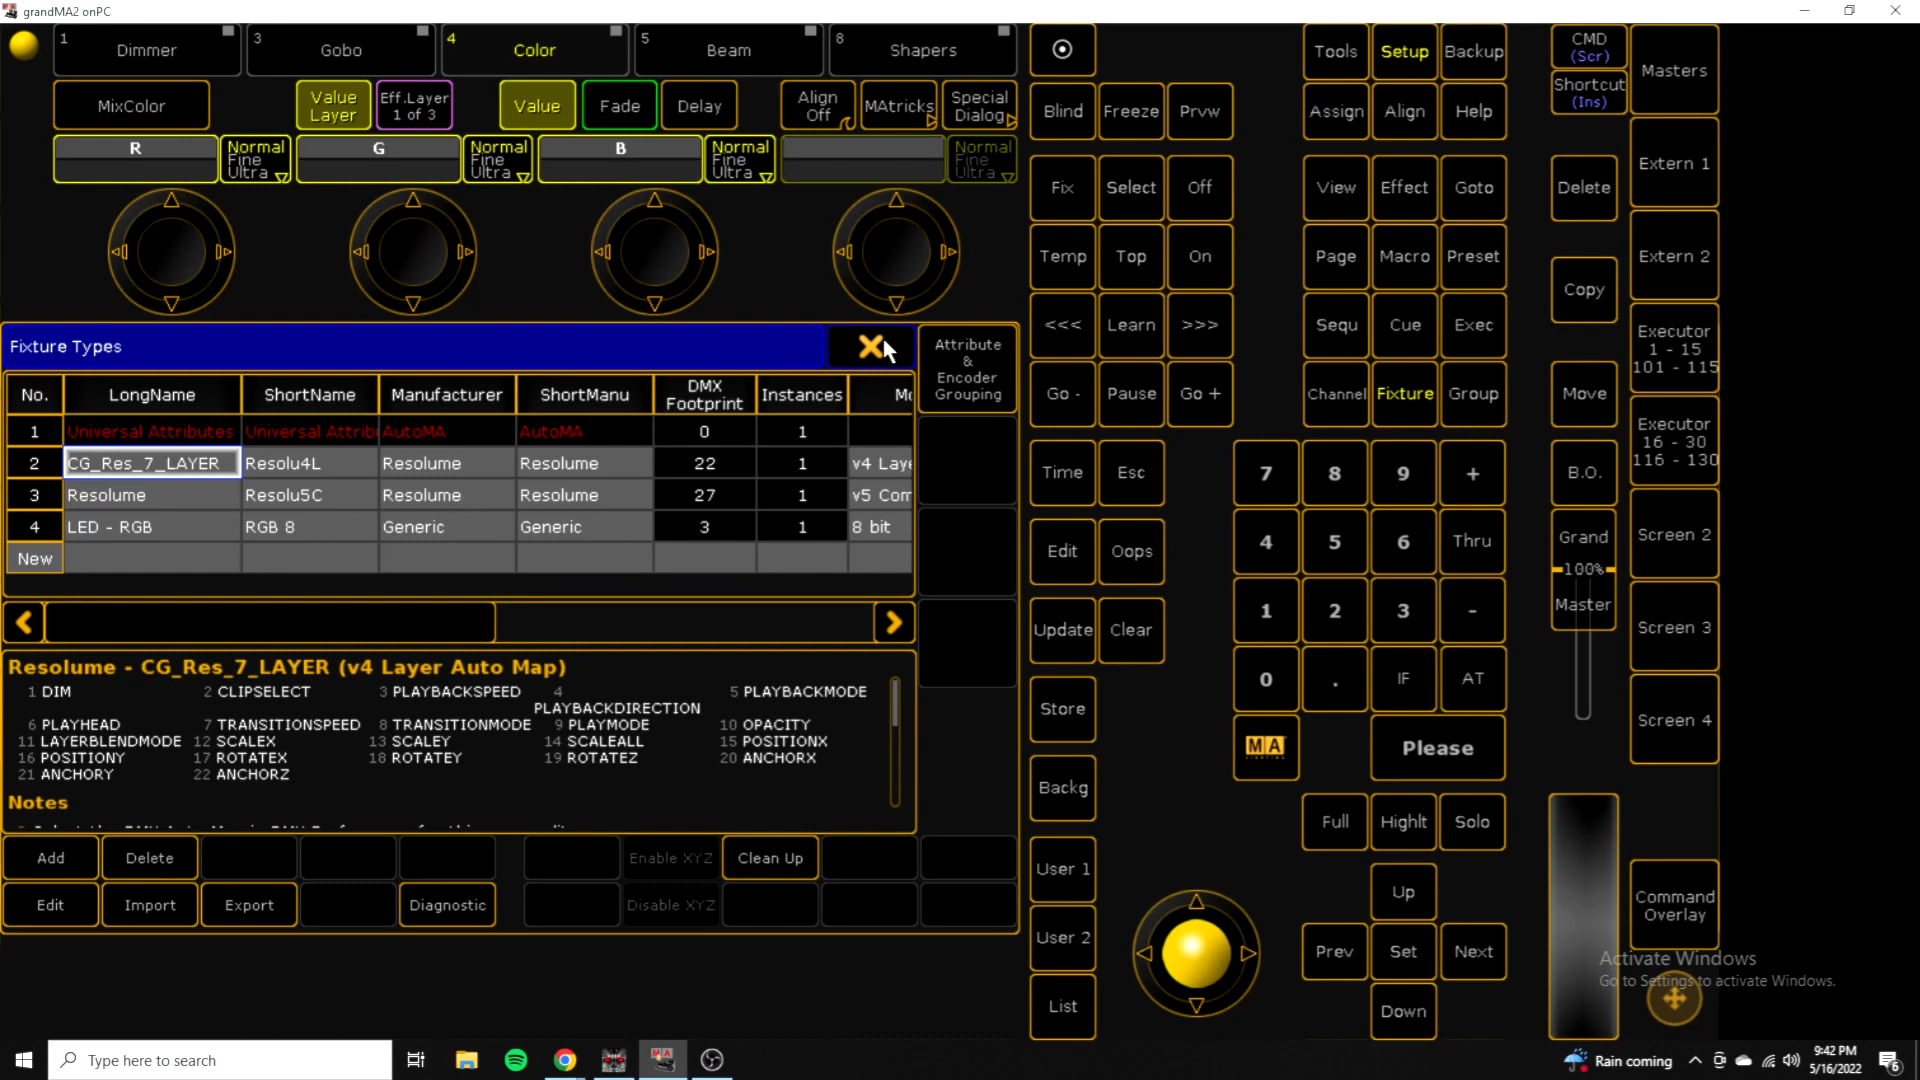 grandMA2 onPC
1 Dimmer 3 Gobo 4 Color 5 Beam 8 Shapers
MixColor Value Layer Eff.Layer 1 of 3 Value Fade Delay Align Off MAtricks Special Dialog
R Normal Fine Ultra G Normal Fine Ultra B Normal Fine Ultra Normal Fine Ultra
Fixture Types
Attribute & Encoder Grouping
No. LongName ShortName Manufacturer ShortManu DMX Footprint Instances Mo
1 Universal Attributes Universal Attrib AutoMA AutoMA 0 1
2 CG_Res_7_LAYER Resolu4L Resolume Resolume 22 1 v4 Laye
3 Resolume Resolu5C Resolume Resolume 27 1 v5 Com
4 LED - RGB RGB 8 Generic Generic 3 1 8 bit
New
Resolume - CG_Res_7_LAYER (v4 Layer Auto Map)
1 DIM 2 CLIPSELECT 3 PLAYBACKSPEED 4 PLAYBACKDIRECTION 5 PLAYBACKMODE
6 PLAYHEAD 7 TRANSITIONSPEED 8 TRANSITIONMODE 9 PLAYMODE 10 OPACITY
11 LAYERBLENDMODE 12 SCALEX 13 SCALEY 14 SCALEALL 15 POSITIONX
16 POSITIONY 17 ROTATEX 18 ROTATEY 19 ROTATEZ 20 ANCHORX
21 ANCHORY 22 ANCHORZ
Notes
Add Delete Enable XYZ Clean Up
Edit Import Export Diagnostic Disable XYZ
Tools Setup Backup
Blind Freeze Prvw Assign Align Help
Fix Select Off View Effect Goto
Temp Top On Page Macro Preset
<<< Learn >>> Sequ Cue Exec
Go - Pause Go + Channel Fixture Group
Time Esc 7 8 9 +
Edit Oops 4 5 6 Thru
Update Clear 1 2 3 -
Store 0 . IF AT
MA LIGHTING Please
Backg
Full Highlt Solo
User 1
Up
User 2 Prev Set Next
List Down
CMD (Scr)
Shortcut (Ins)
Delete
Copy
Move
B.O.
Grand
100%
Master
Masters
Extern 1
Extern 2
Executor
1 - 15
101 - 115
Executor
16 - 30
116 - 130
Screen 2
Screen 3
Screen 4
Command Overlay
Activate Windows
Go to Settings to activate Windows.
Type here to search
Rain coming
9:42 PM
5/16/2022
6